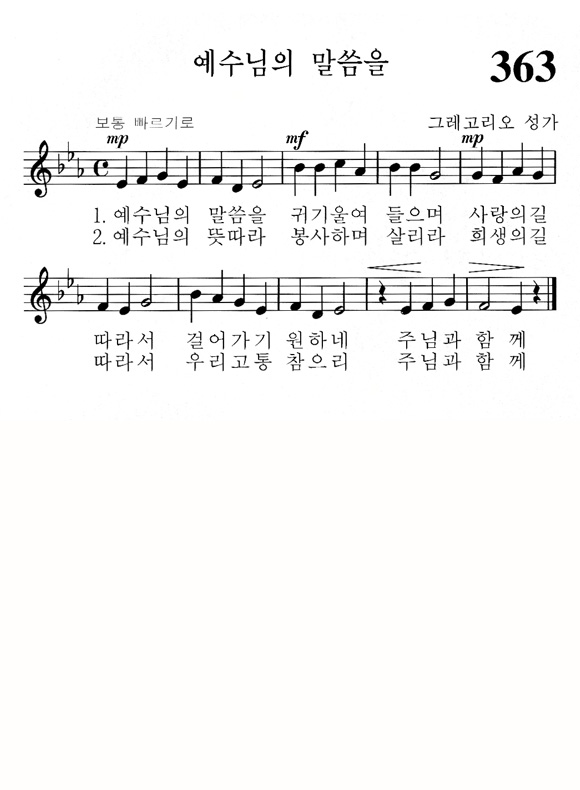 예수님의 말씀을 363
보통 빠르기로 그레고리오 성가
mp mf mp
1. 예수님의 말씀을 귀기울여 들으며 사랑의길
2. 예수님의 뜻따라 봉사하며 살리라 희생의길
따라서 걸어가기 원하네 주님과 함 께
따라서 우리고통 참으리 주님과 함 께